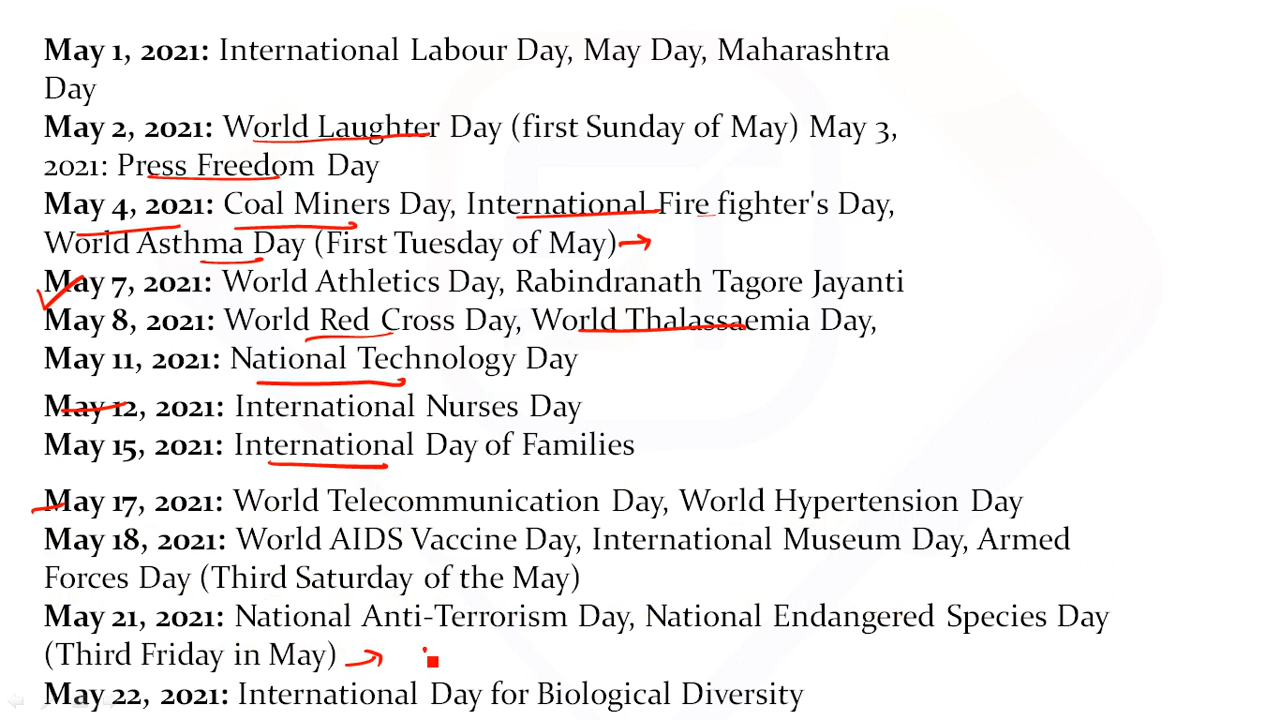 May 1, 2021: International Labour Day, May Day, Maharashtra
Day
May 2, 2021: World Laughter Day (first Sunday of May) May 3,
2021: Press Freedom Day
May 4, 2021: Coal Miners Day, International Fire fighter's Day,
World Asthma Day (First Tuesday of May)
May 7, 2021: World Athletics Day, Rabindranath Tagore Jayanti
May 8, 2021: World Red Cross Day, World Thalassaemia Day,
May 11, 2021: National Technology Day
May 12, 2021: International Nurses Day
May 15, 2021: International Day of Families
May 17, 2021: World Telecommunication Day, World Hypertension Day
May 18, 2021: World AIDS Vaccine Day, International Museum Day, Armed
Forces Day (Third Saturday of the May)
May 21, 2021: National Anti-Terrorism Day, National Endangered Species Day
(Third Friday in May)
May 22, 2021: International Day for Biological Diversity